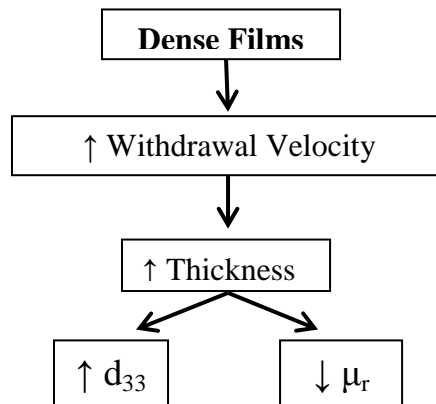 Dense Films
↑ Withdrawal Velocity
↑ Thickness
↑ d₃₃
↓ μᵣ